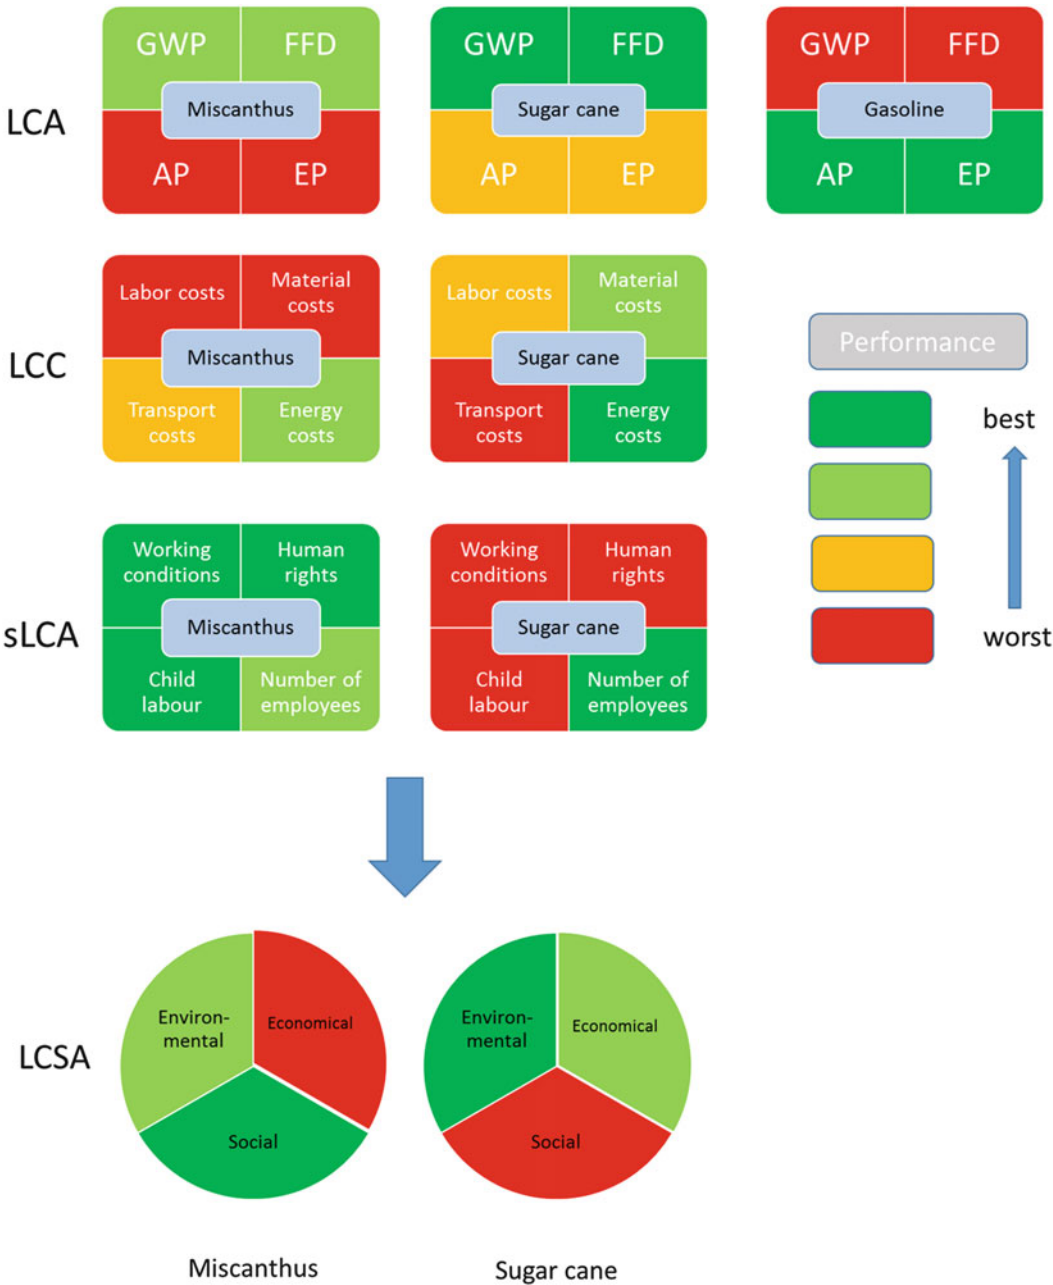 GWP FFD
Miscanthus
AP EP
GWP FFD
Sugar cane
AP EP
GWP FFD
Gasoline
AP EP
LCA
Labor costs
Material
costs
Miscanthus
Transport
costs
Energy
costs
Labor costs
Material
costs
Sugar cane
Transport
costs
Energy
costs
LCC
Performance
best
worst
Working
conditions
Human
rights
Miscanthus
Child
labour
Number of
employees
Working
conditions
Human
rights
Sugar cane
Child
labour
Number of
employees
sLCA
LCSA
Environ-
mental
Economical
Social
Environ-
mental
Economical
Social
Miscanthus
Sugar cane